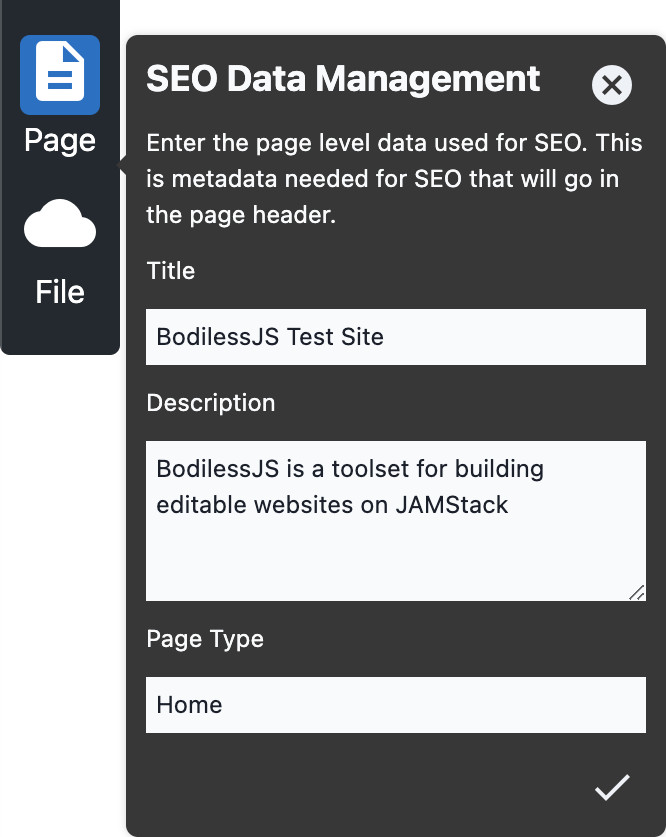 Page
File
SEO Data Management
Enter the page level data used for SEO. This
is metadata needed for SEO that will go in
the page header.
Title
BodilessJS Test Site
Description
BodilessJS is a toolset for building
editable websites on JAMStack
Page Type
Home